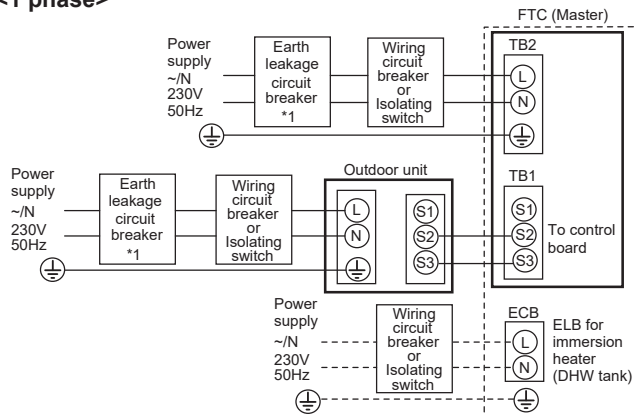 <1 phase>
FTC (Master)
Power
supply
~/N
230V
50Hz
Earth
leakage
circuit
breaker
*1
Wiring
circuit
breaker
or
Isolating
switch
TB2
L
N
Power
supply
~/N
230V
50Hz
Earth
leakage
circuit
breaker
*1
Wiring
circuit
breaker
or
Isolating
switch
Outdoor unit
L
N
S1
S2
S3
TB1
S1
S2
S3
To control
board
Power
supply
~/N
230V
50Hz
Wiring
circuit
breaker
or
Isolating
switch
ECB
L
N
ELB for
immersion
heater
(DHW tank)